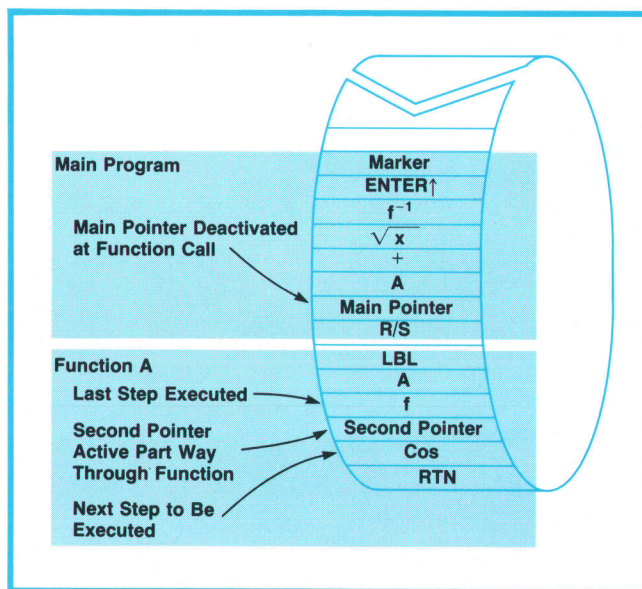 Main Program
Main Pointer Deactivated
at Function Call
Marker
ENTER↑
f⁻¹
√x
+
A
Main Pointer
R/S
Function A
Last Step Executed
Second Pointer
Active Part Way
Through Function
Next Step to Be
Executed
LBL
A
f
Second Pointer
Cos
RTN